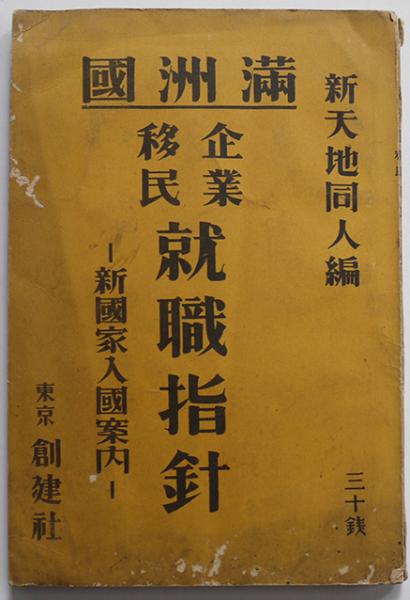 新天地同人編
三十銭
滿洲國
企業
移民
就職指針
—新國家入國案內—
東京 創建社